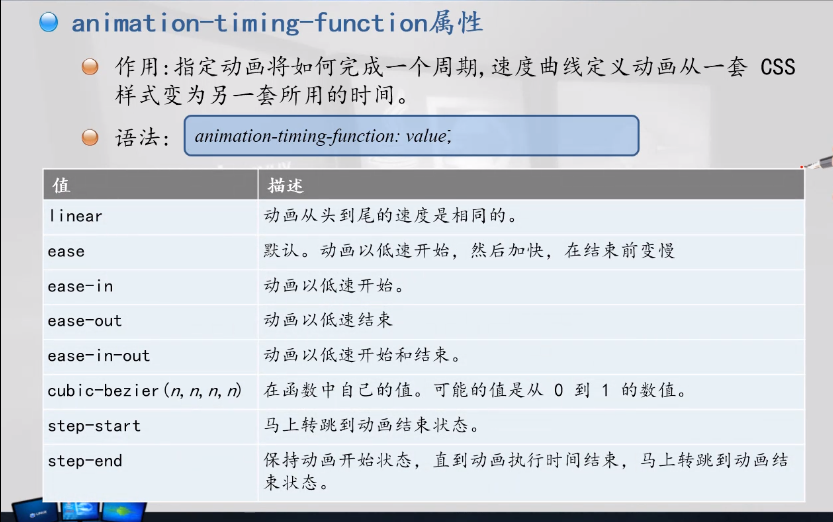 animation-timing-function属性
作用:指定动画将如何完成一个周期,速度曲线定义动画从一套 CSS
样式变为另一套所用的时间。
语法: animation-timing-function: value;
值 描述
linear 动画从头到尾的速度是相同的。
ease 默认。动画以低速开始，然后加快，在结束前变慢
ease-in 动画以低速开始。
ease-out 动画以低速结束
ease-in-out 动画以低速开始和结束。
cubic-bezier(n,n,n,n) 在函数中自己的值。可能的值是从 0 到 1 的数值。
step-start 马上转跳到动画结束状态。
step-end 保持动画开始状态，直到动画执行时间结束，马上转跳到动画结
束状态。